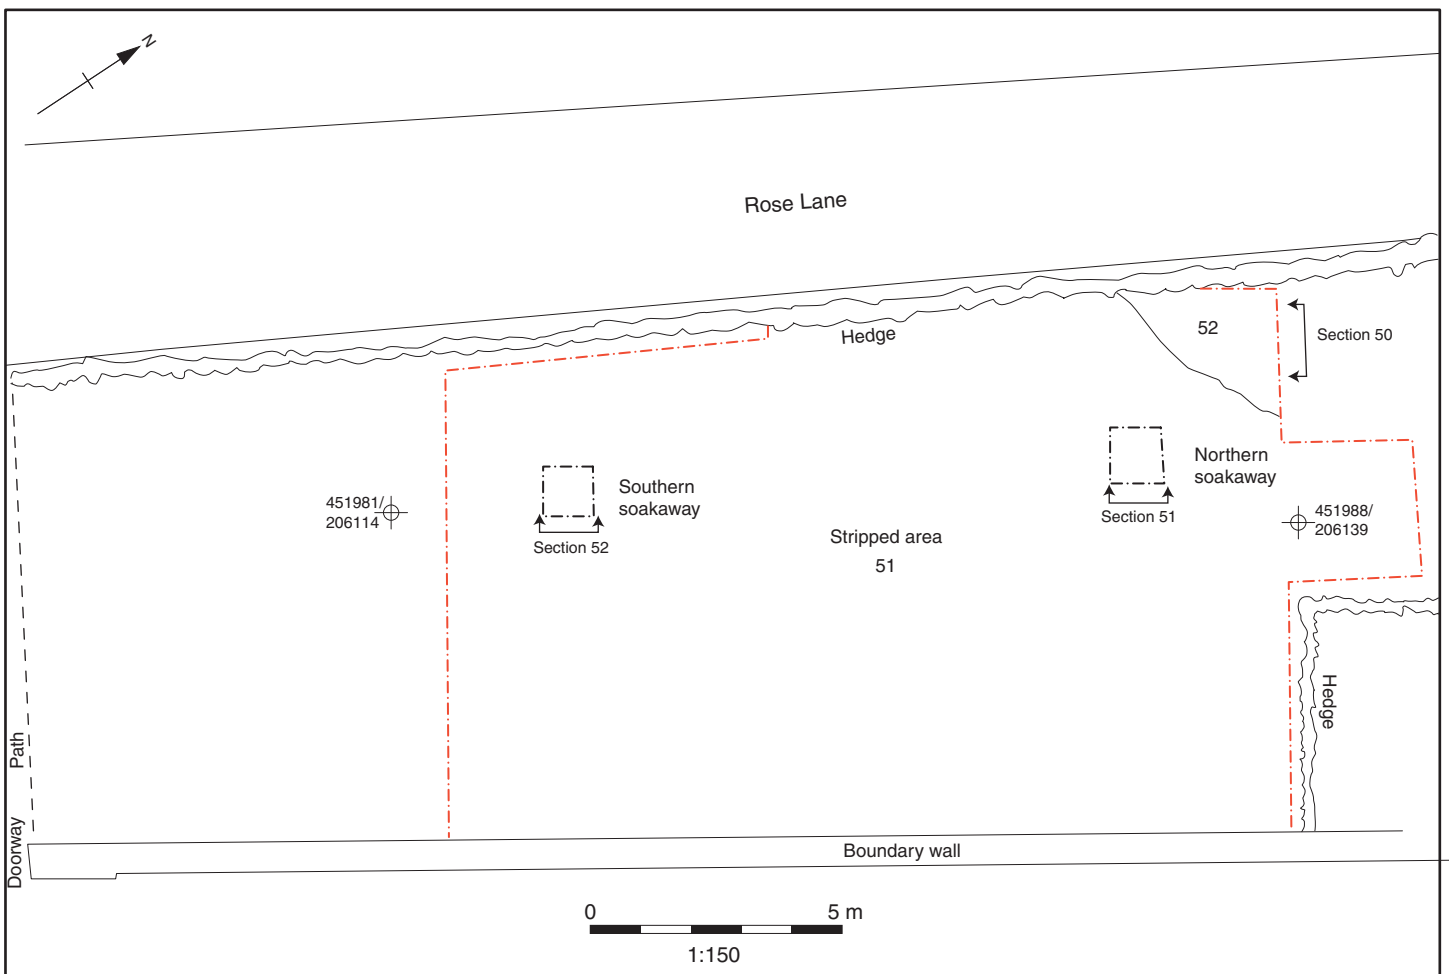 N
Rose Lane
Hedge
52
Section 50
Northern
soakaway
Southern
soakaway
451981/
206114
Section 51
451988/
206139
Section 52
Stripped area
51
Hedge
Path
Doorway
Boundary wall
0 5 m
1:150